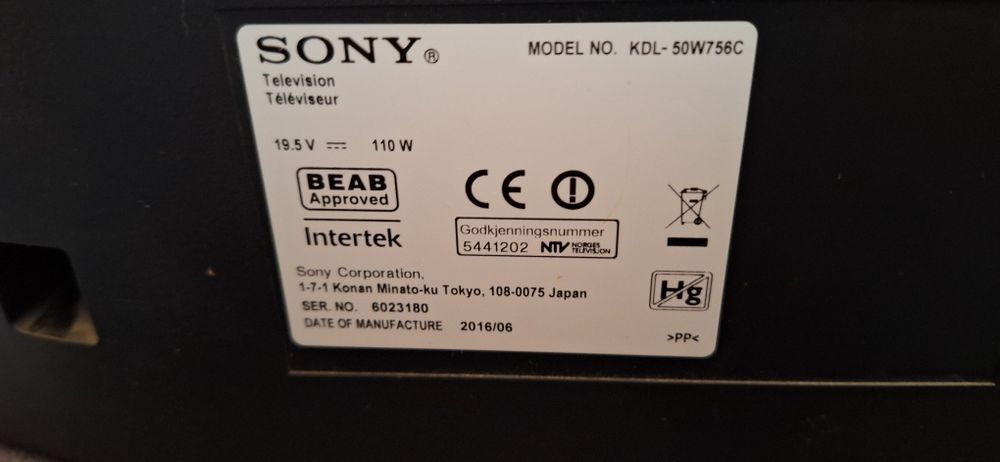 SONY®
MODEL NO. KDL- 50W756C
Television
Téléviseur
19.5 V ⎓ 110 W
BEAB
Approved
Intertek
CE
Godkjenningsnummer
5441202 NTV NORGES
TELEVISJON
Hg
Sony Corporation,
1-7-1 Konan Minato-ku Tokyo, 108-0075 Japan
SER. NO. 6023180
DATE OF MANUFACTURE 2016/06
>PP<